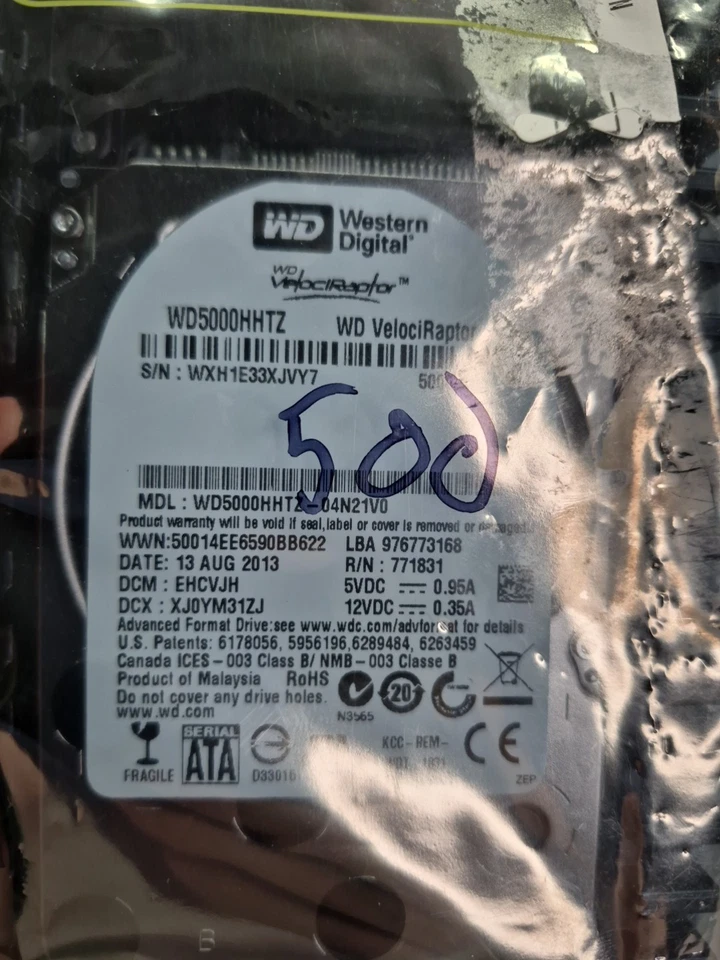 WD Western
Digital
WD
VelociRaptor™
WD5000HHTZ WD VelociRaptor
S/N : WXH1E33XJVY7
500
MDL : WD5000HHTZ-04N21V0
Product warranty will be void if seal, label or cover is removed or damaged.
WWN:50014EE6590BB622 LBA 976773168
DATE: 13 AUG 2013 R/N : 771831
DCM : EHCVJH 5VDC 0.95A
DCX : XJ0YM31ZJ 12VDC 0.35A
Advanced Format Drive:see www.wdc.com/advformat for details
U.S. Patents: 6178056, 5956196,6289484, 6263459
Canada ICES-003 Class B/ NMB-003 Classe B
Product of Malaysia RoHS
Do not cover any drive holes. 20
www.wd.com N3565
SERIAL
ATA
KCC-REM-
CE
FRAGILE D33016
ZEP
B